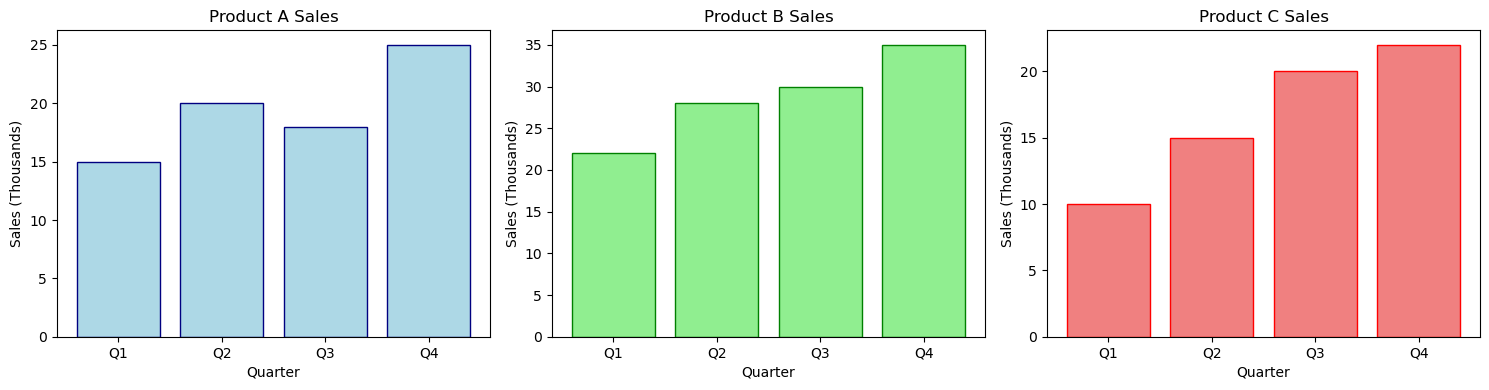 Product A Sales
Sales (Thousands)
25
20
15
10
5
0
Q1 Q2 Q3 Q4
Quarter
Product B Sales
Sales (Thousands)
35
30
25
20
15
10
5
0
Q1 Q2 Q3 Q4
Quarter
Product C Sales
Sales (Thousands)
20
15
10
5
0
Q1 Q2 Q3 Q4
Quarter